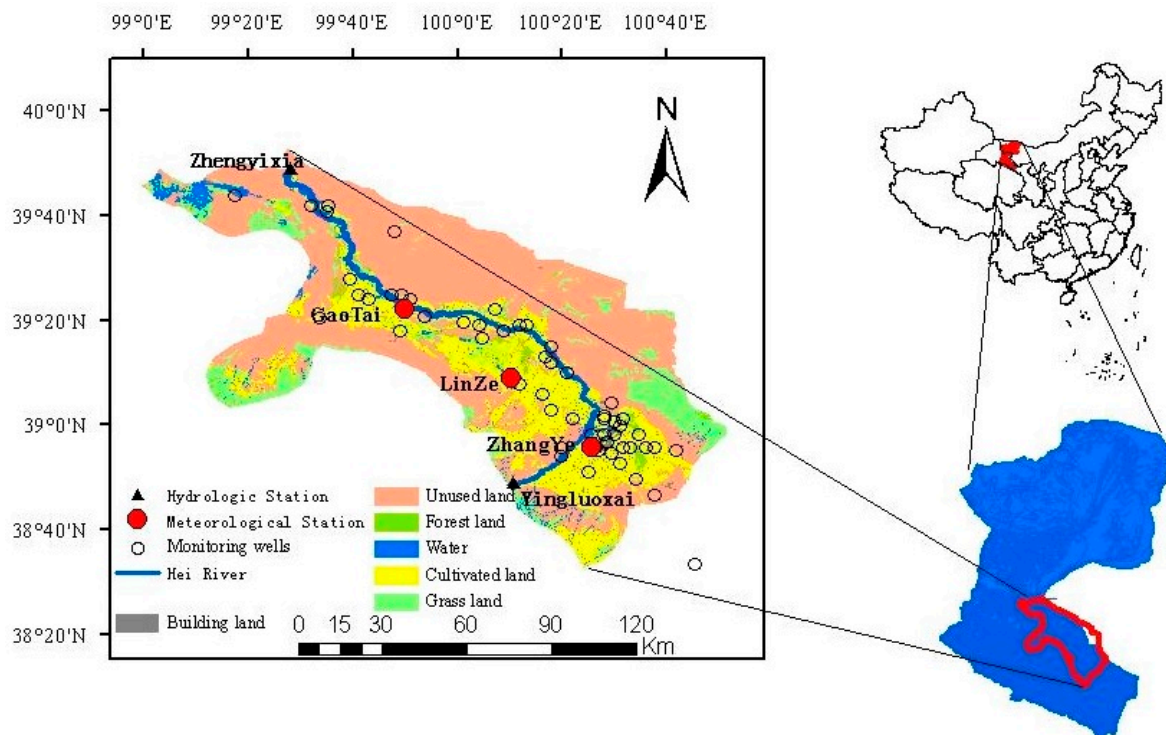 99°0'E 99°20'E 99°40'E 100°0'E 100°20'E 100°40'E
40°0'N
39°40'N
39°20'N
39°0'N
38°40'N
38°20'N
N
Zhengyixia
GaoTai
LinZe
ZhangYe
Yingluoxai
Hydrologic Station
Meteorological Station
Monitoring wells
Hei River
Building land
Unused land
Forest land
Water
Cultivated land
Grass land
0 15 30 60 90 120
Km